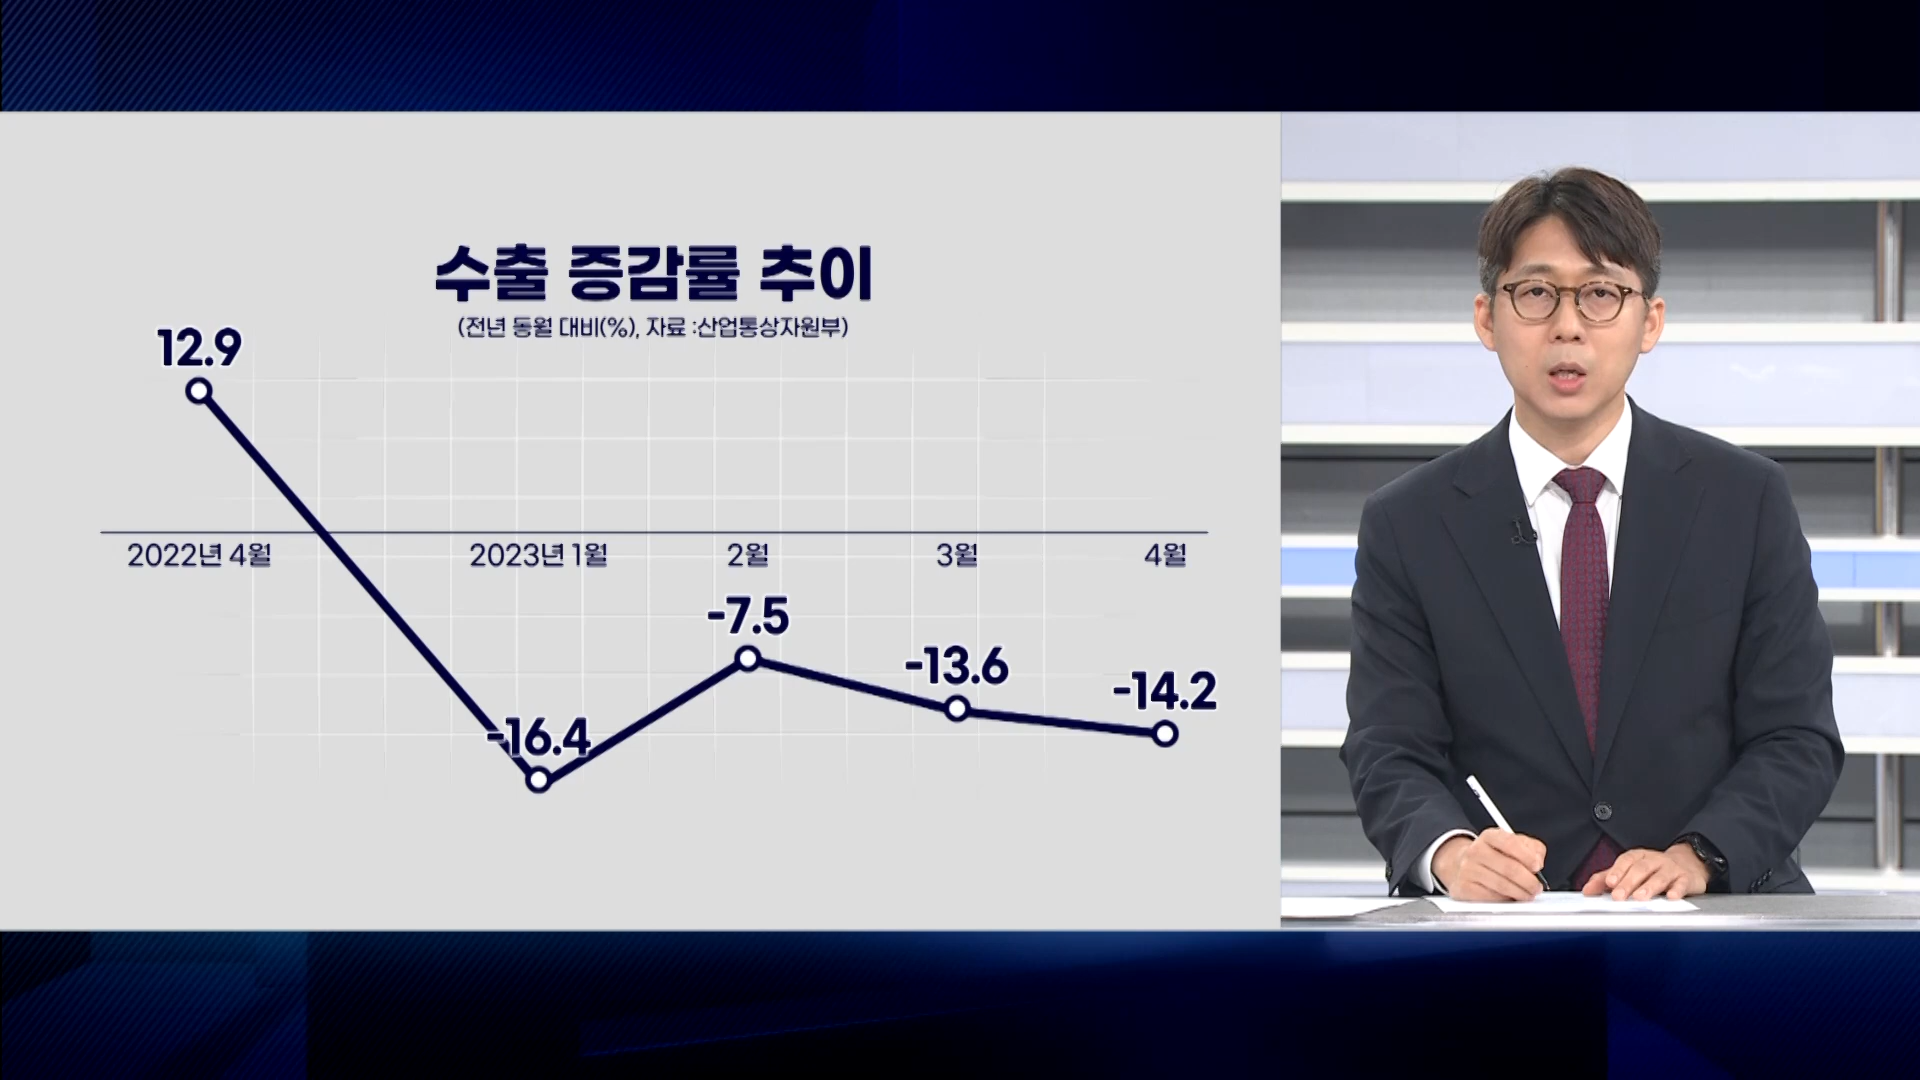 수출 증감률 추이
(전년 동월 대비(%), 자료 :산업통상자원부)
12.9
2022년 4월
2023년 1월
2월
3월
4월
-7.5
-13.6
-14.2
-16.4